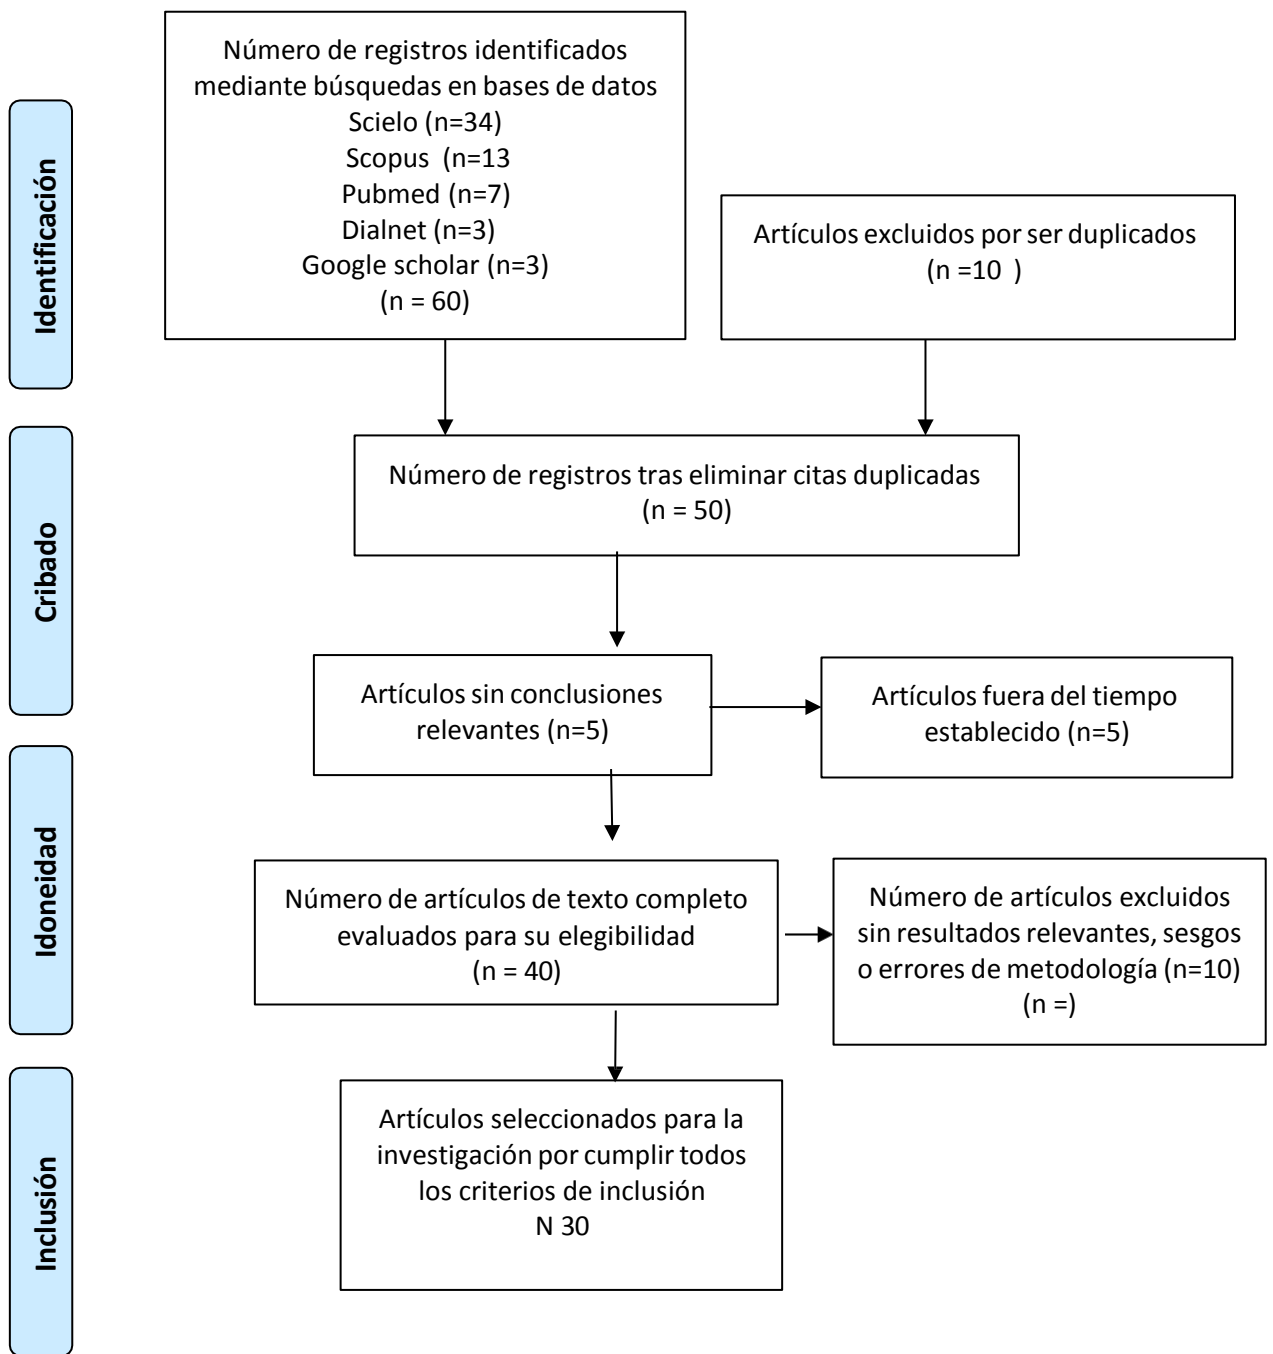 Identificación
Número de registros identificados
mediante búsquedas en bases de datos
Scielo (n=34)
Scopus  (n=13
Pubmed (n=7)
Dialnet (n=3)
Google scholar (n=3)
(n = 60)
Artículos excluidos por ser duplicados
(n =10  )
Cribado
Número de registros tras eliminar citas duplicadas
(n = 50)
Artículos sin conclusiones
relevantes (n=5)
Artículos fuera del tiempo
establecido (n=5)
Idoneidad
Número de artículos de texto completo
evaluados para su elegibilidad
(n = 40)
Número de artículos excluidos
sin resultados relevantes, sesgos
o errores de metodología (n=10)
(n =)
Inclusión
Artículos seleccionados para la
investigación por cumplir todos
los criterios de inclusión
N 30